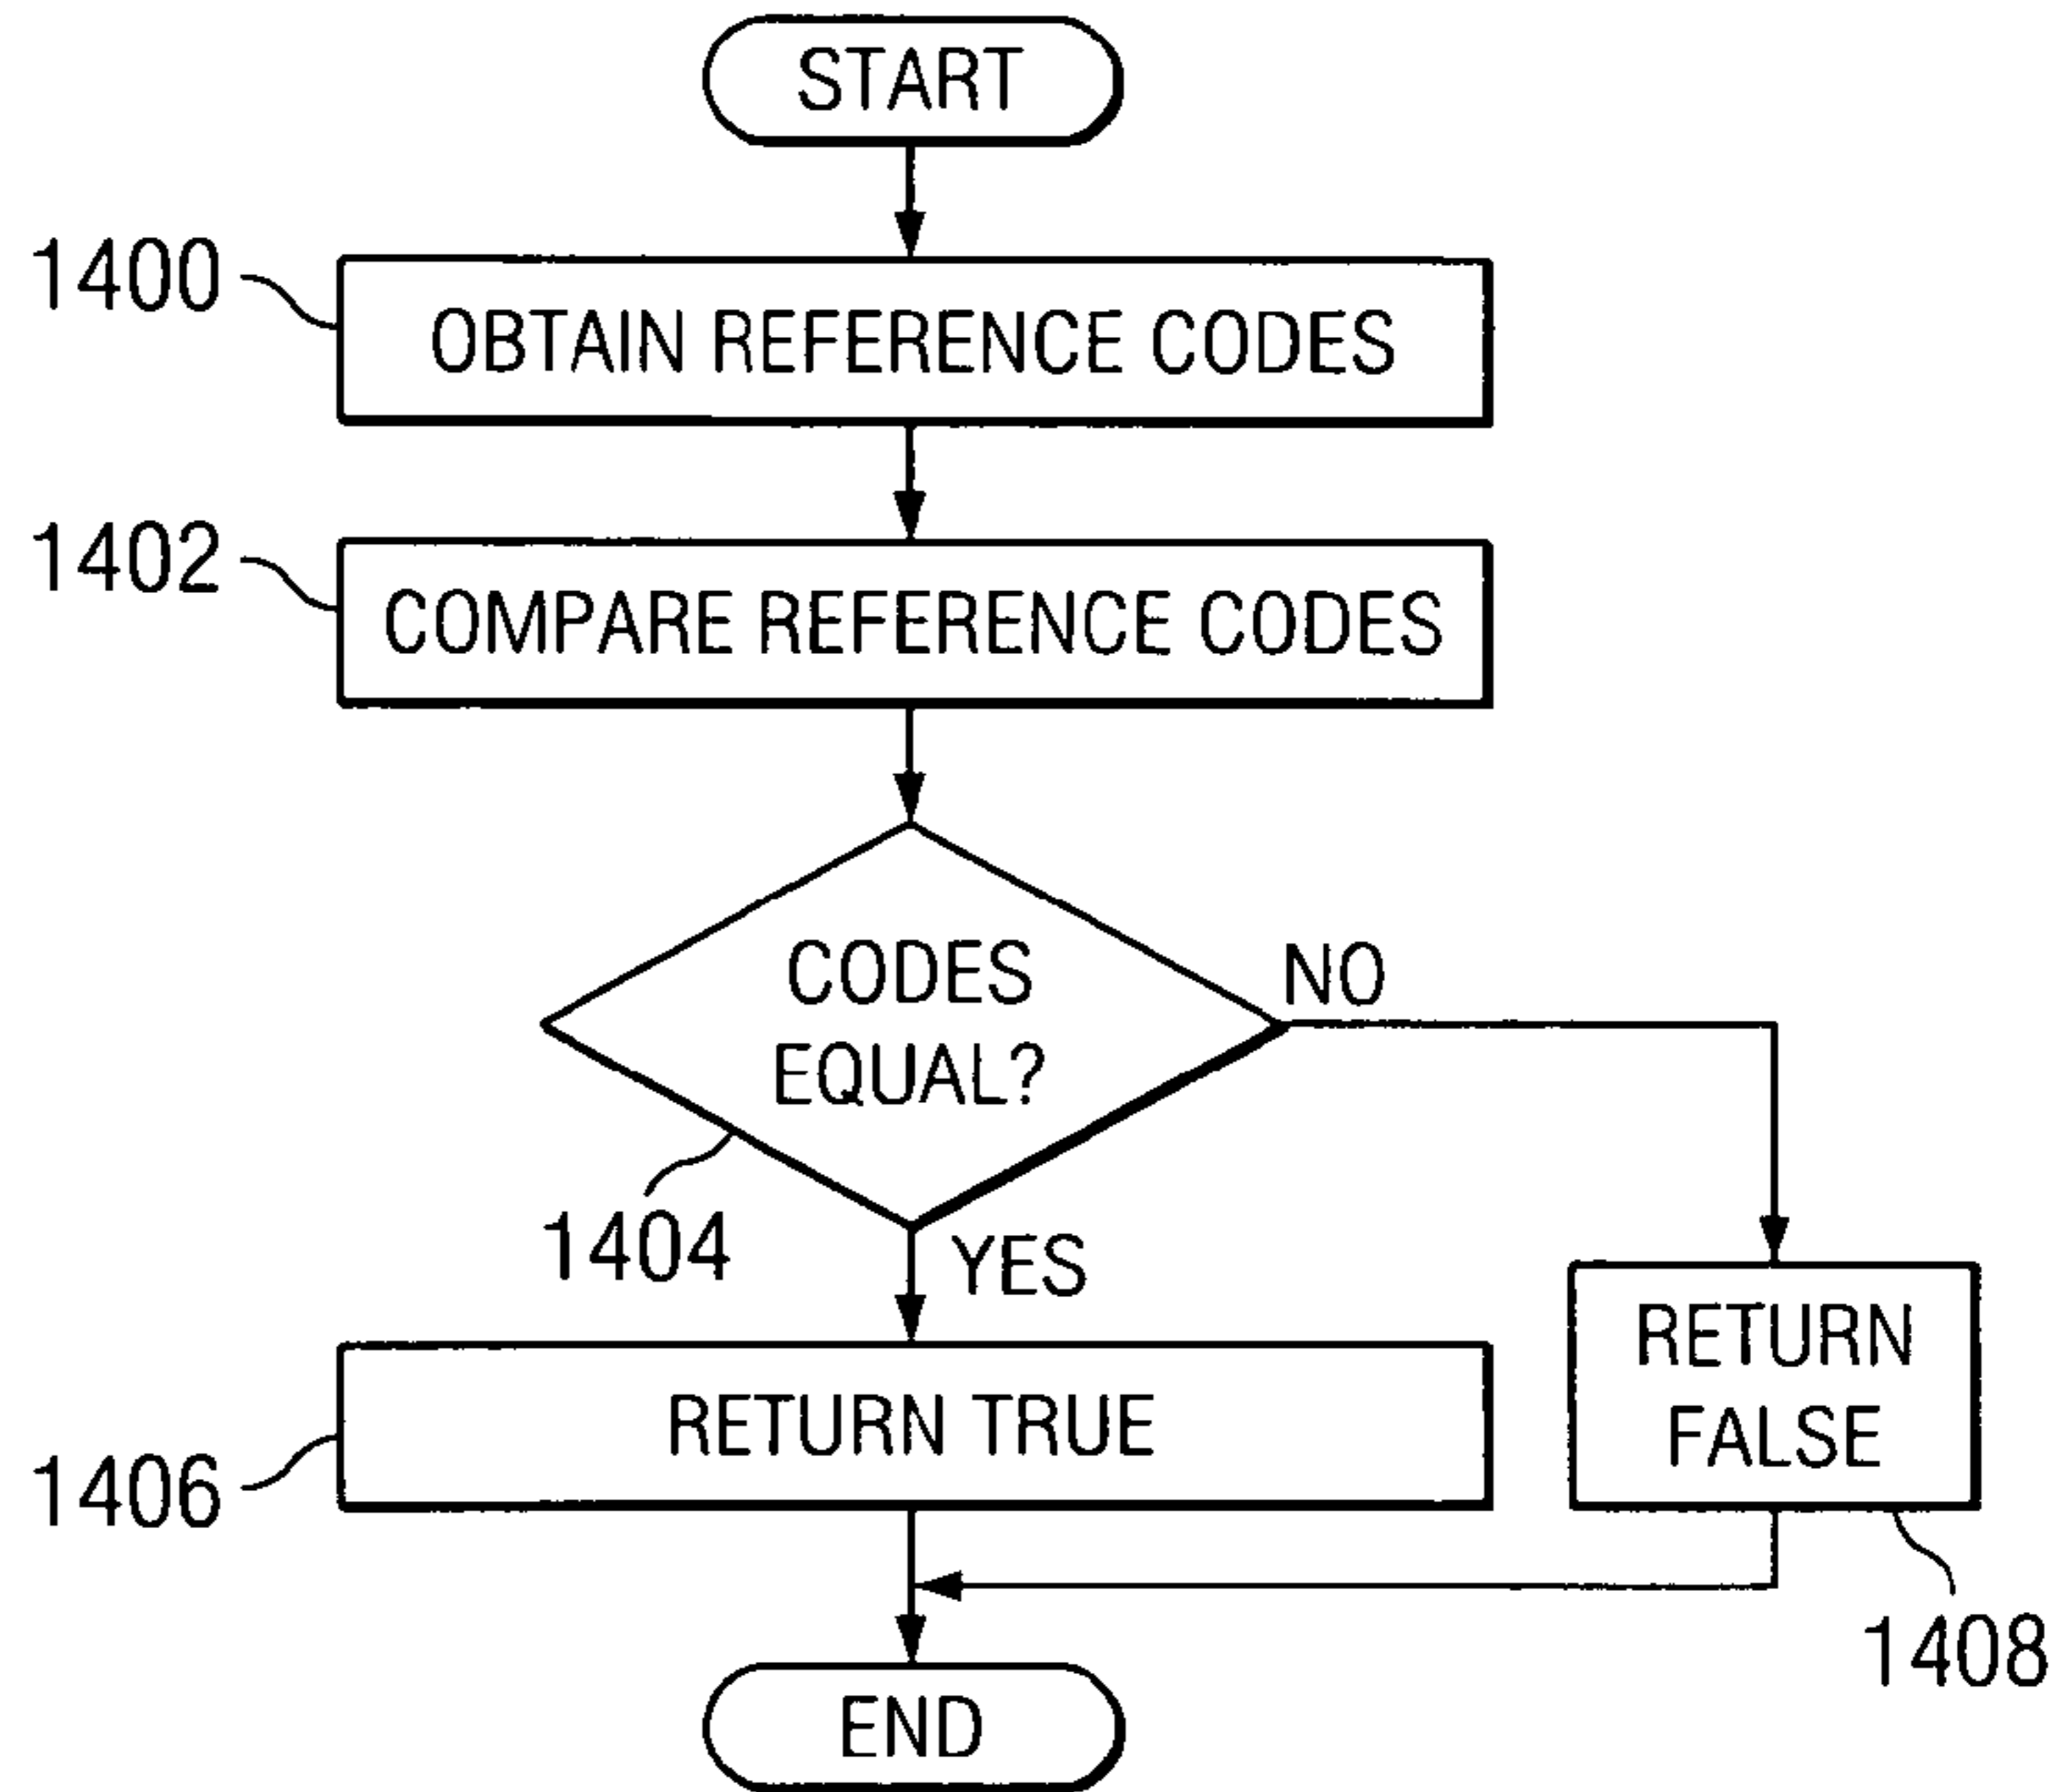 START
1400
OBTAIN REFERENCE CODES
1402
COMPARE REFERENCE CODES
CODES
EQUAL?
NO
1404
YES
RETURN TRUE
1406
RETURN
FALSE
1408
END